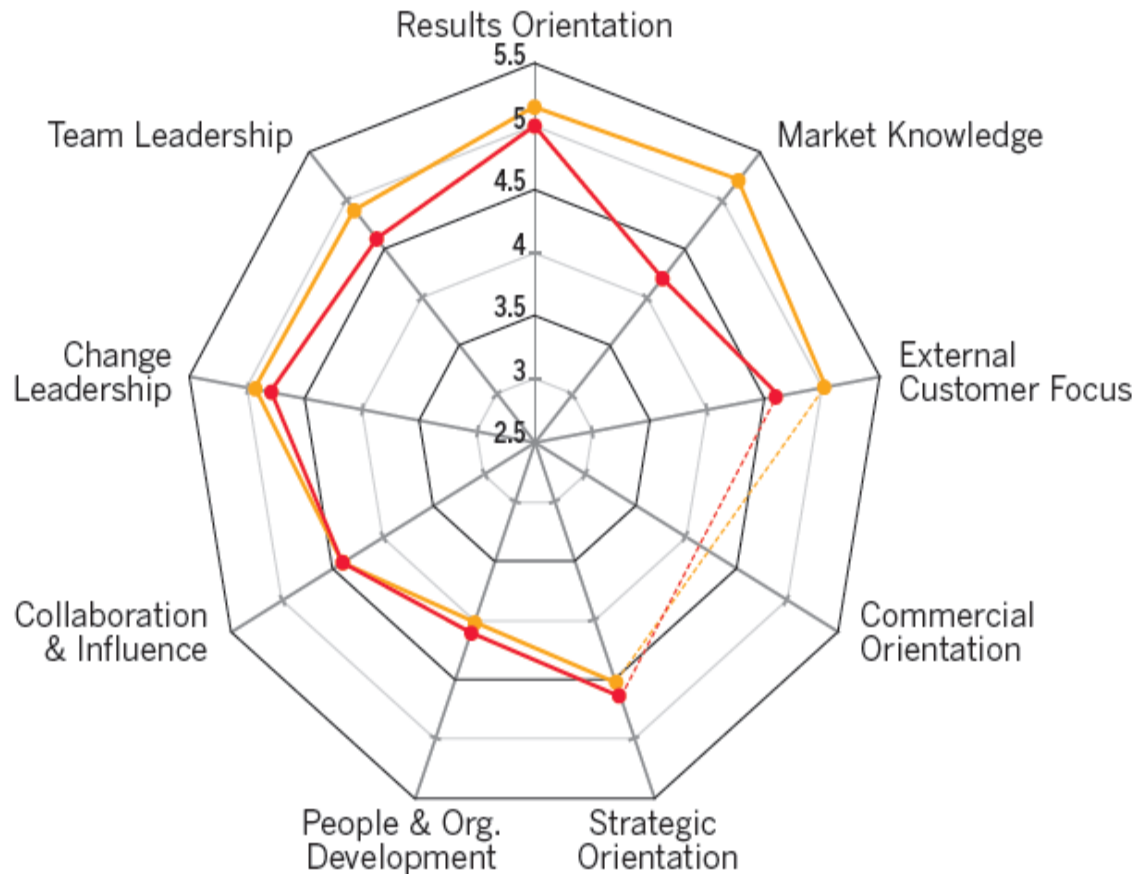 Results Orientation
5.5
Team Leadership
Market Knowledge
5
4.5
4
3.5
3
2.5
Change
Leadership
External
Customer Focus
Collaboration
& Influence
Commercial
Orientation
People & Org.
Development
Strategic
Orientation